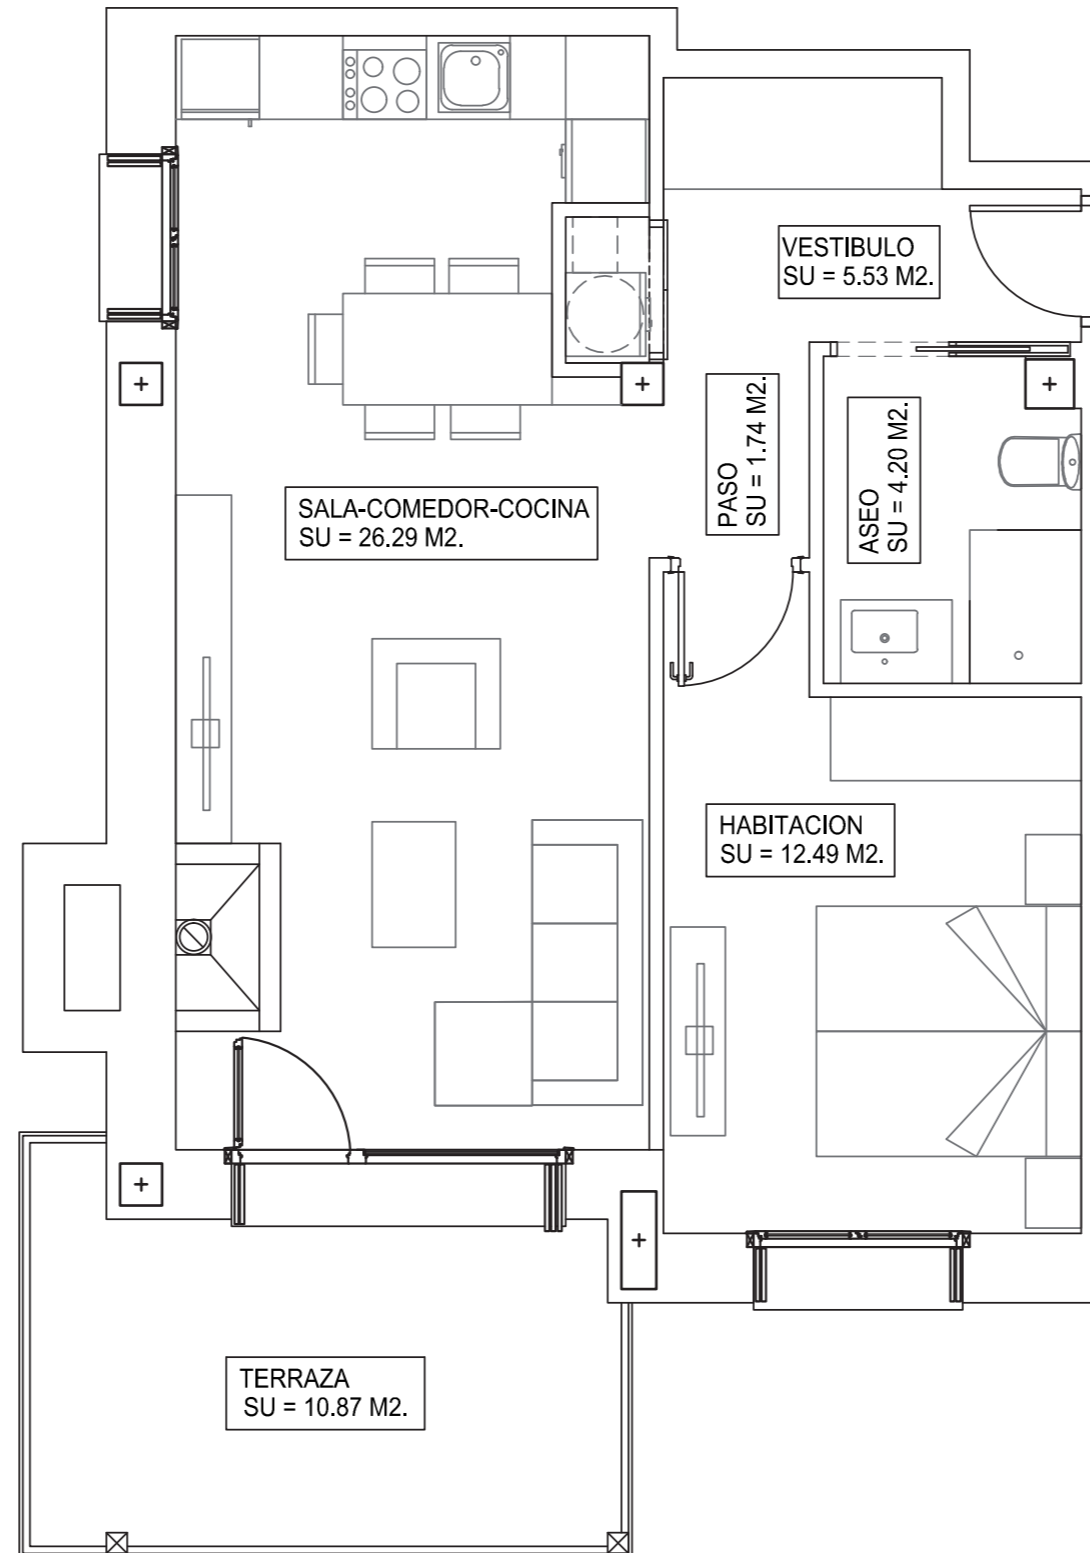 VESTIBULO
SU = 5.53 M2.
PASO
SU = 1.74 M2.
ASEO
SU = 4.20 M2.
SALA-COMEDOR-COCINA
SU = 26.29 M2.
HABITACION
SU = 12.49 M2.
TERRAZA
SU = 10.87 M2.